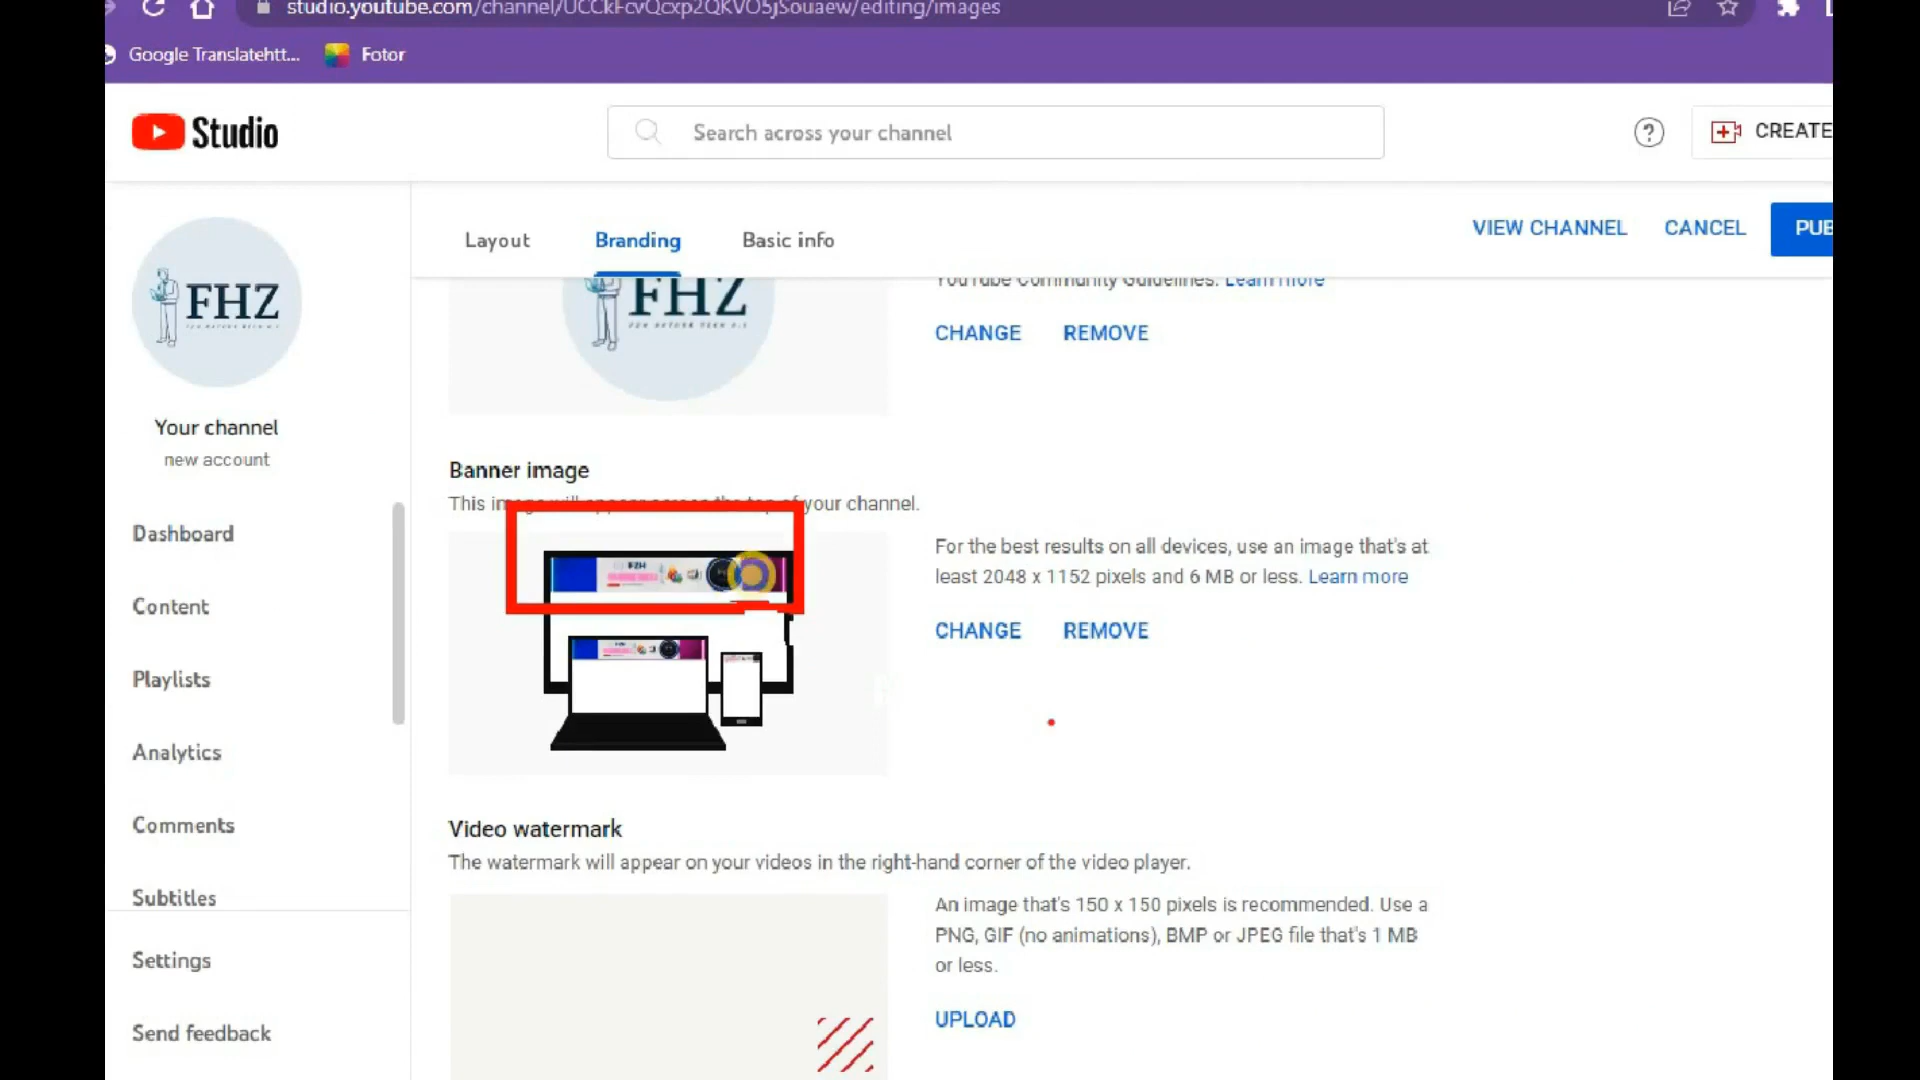 studio.youtube.com/channel/UCCkFcvQcxp2QKVO5jSouaew/editing/images
Google Translatehtt...
Fotor
Studio
Search across your channel
CREATE
Layout
Branding
Basic info
VIEW CHANNEL
CANCEL
PUB
FHZ
FHZ
YouTube Community Guidelines. Learn more
CHANGE
REMOVE
Your channel
new account
Banner image
This image will appear across the top of your channel.
For the best results on all devices, use an image that's at
least 2048 x 1152 pixels and 6 MB or less. Learn more
CHANGE
REMOVE
Dashboard
Content
Playlists
Analytics
Comments
Subtitles
Settings
Send feedback
Video watermark
The watermark will appear on your videos in the right-hand corner of the video player.
An image that's 150 x 150 pixels is recommended. Use a
PNG, GIF (no animations), BMP or JPEG file that's 1 MB
or less.
UPLOAD